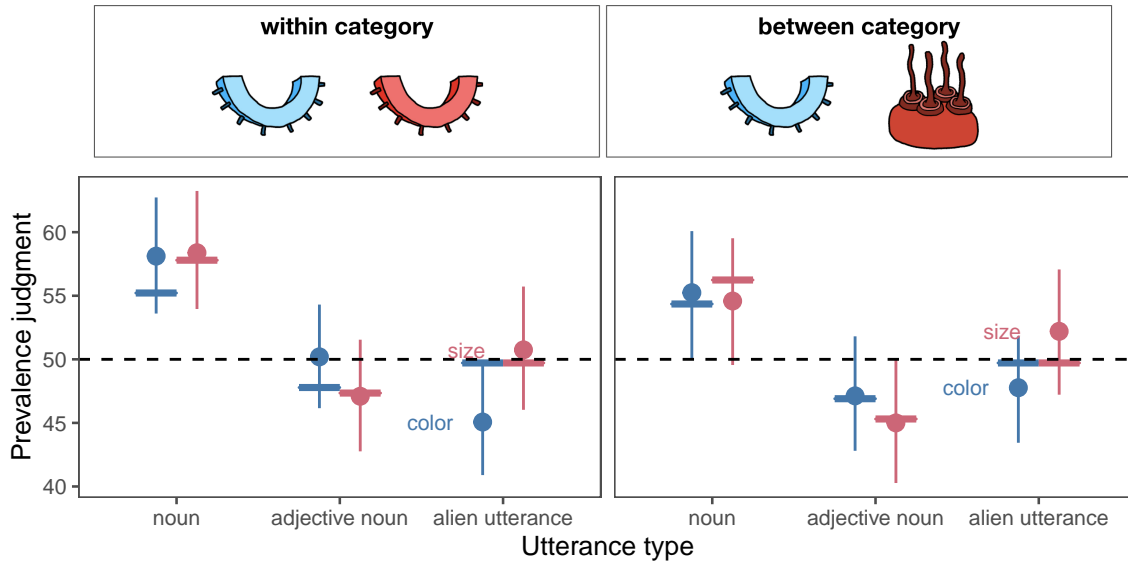 within category
between category
Prevalence judgment
60
55
50
45
40
size
color
size
color
noun
adjective noun
alien utterance
noun
adjective noun
alien utterance
Utterance type